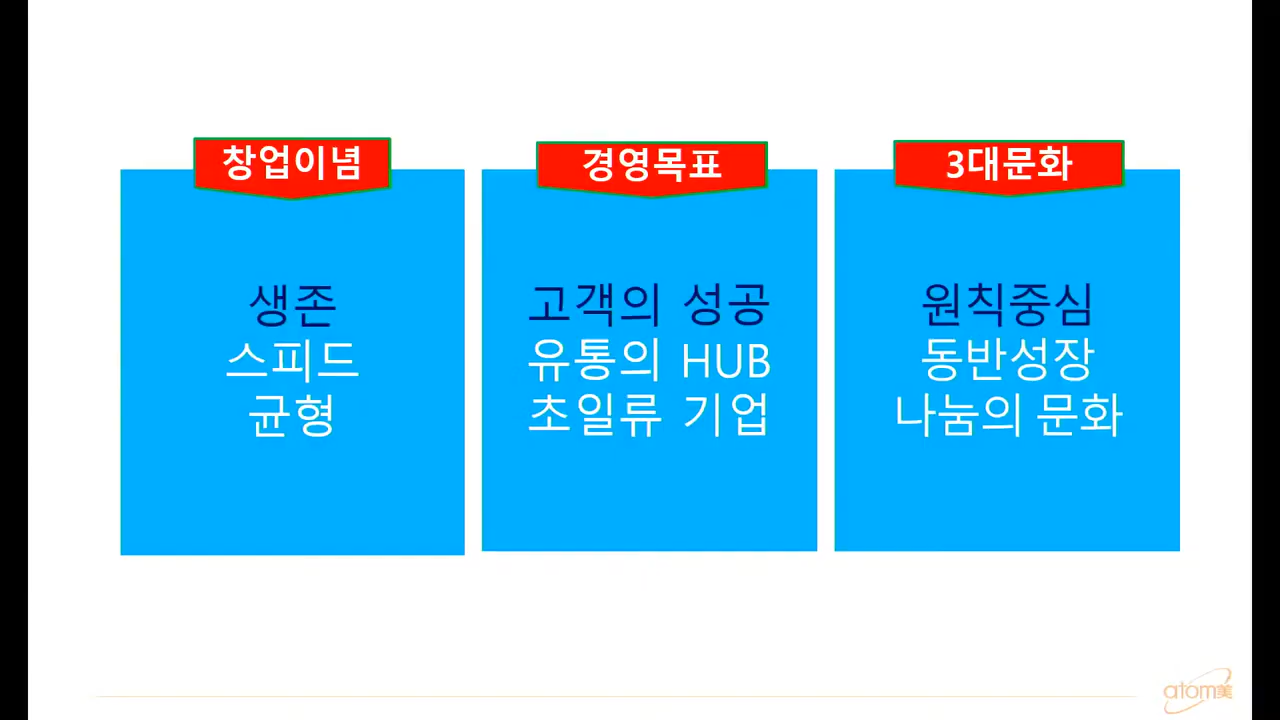 창업이념
생존
스피드
균형
경영목표
고객의 성공
유통의 HUB
초일류 기업
3대문화
원칙중심
동반성장
나눔의 문화
atom美